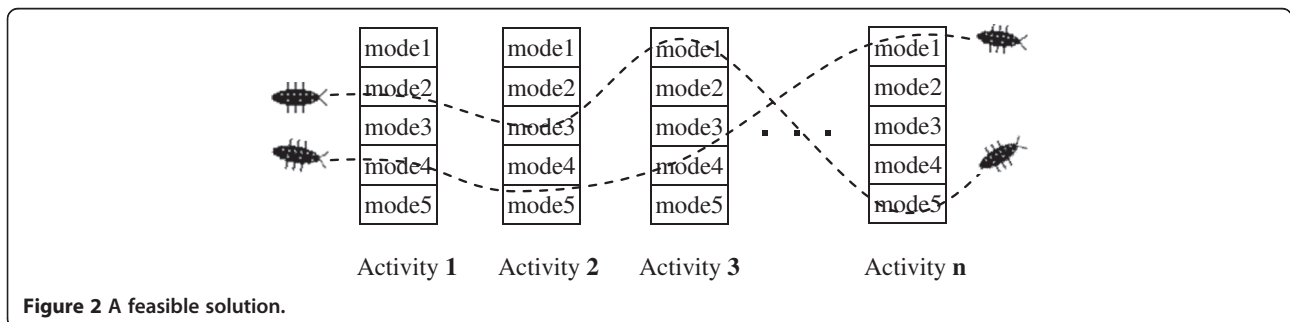 mode1 mode1 mode1 mode1
mode2 mode2 mode2 mode2
mode3 mode3 mode3 . . . mode3
mode4 mode4 mode4 mode4
mode5 mode5 mode5 mode5
Activity 1 Activity 2 Activity 3 Activity n
Figure 2 A feasible solution.